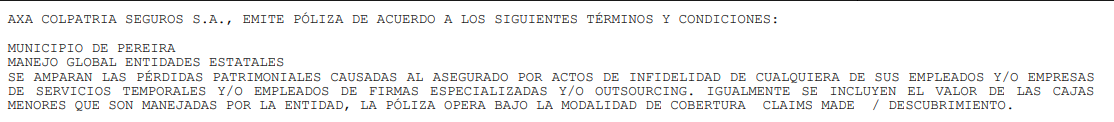 AXA COLPATRIA SEGUROS S.A., EMITE PÓLIZA DE ACUERDO A LOS SIGUIENTES TÉRMINOS Y CONDICIONES:
MUNICIPIO DE PEREIRA
MANEJO GLOBAL ENTIDADES ESTATALES
SE AMPARAN LAS PÉRDIDAS PATRIMONIALES CAUSADAS AL ASEGURADO POR ACTOS DE INFIDELIDAD DE CUALQUIERA DE SUS EMPLEADOS Y/O EMPRESAS
DE SERVICIOS TEMPORALES Y/O EMPLEADOS DE FIRMAS ESPECIALIZADAS Y/O OUTSOURCING. IGUALMENTE SE INCLUYEN EL VALOR DE LAS CAJAS
MENORES QUE SON MANEJADAS POR LA ENTIDAD, LA PÓLIZA OPERA BAJO LA MODALIDAD DE COBERTURA CLAIMS MADE / DESCUBRIMIENTO.